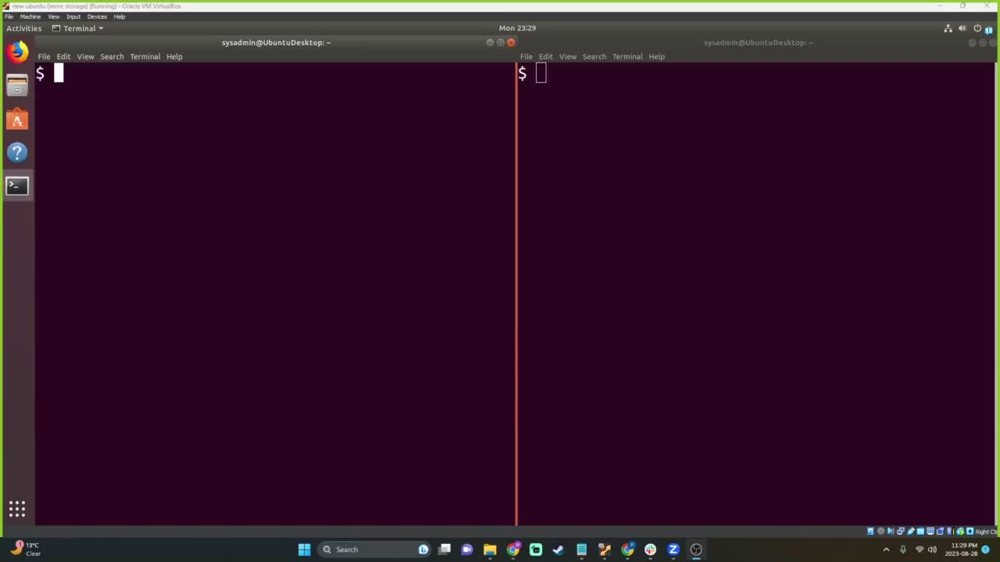 new ubuntu (more storage) [Running] - Oracle VM VirtualBox
File Machine View Input Devices Help
Activities Terminal Mon 23:29
sysadmin@UbuntuDesktop: ~
File Edit View Search Terminal Help
$
sysadmin@UbuntuDesktop: ~
File Edit View Search Terminal Help
$
Right Ctr
1
13°C
Clear
Search
11:29 PM
2023-08-28